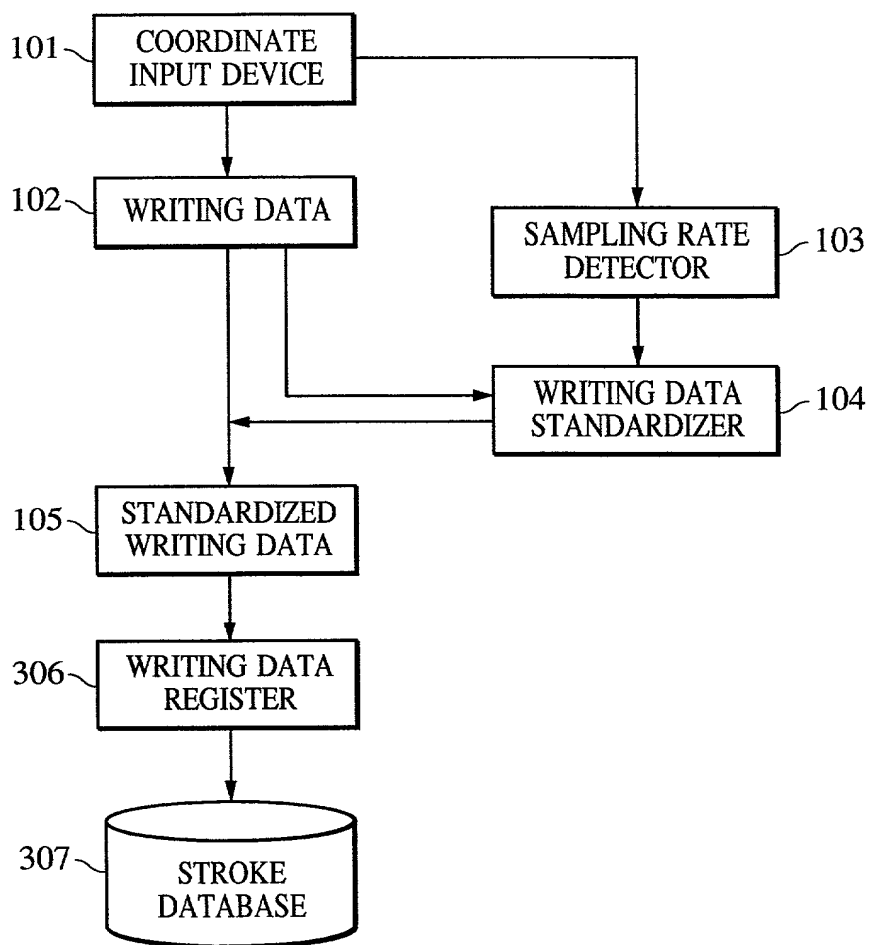 101
COORDINATE
INPUT DEVICE
102
WRITING DATA
SAMPLING RATE
DETECTOR
103
WRITING DATA
STANDARDIZER
104
105
STANDARDIZED
WRITING DATA
306
WRITING DATA
REGISTER
307
STROKE
DATABASE